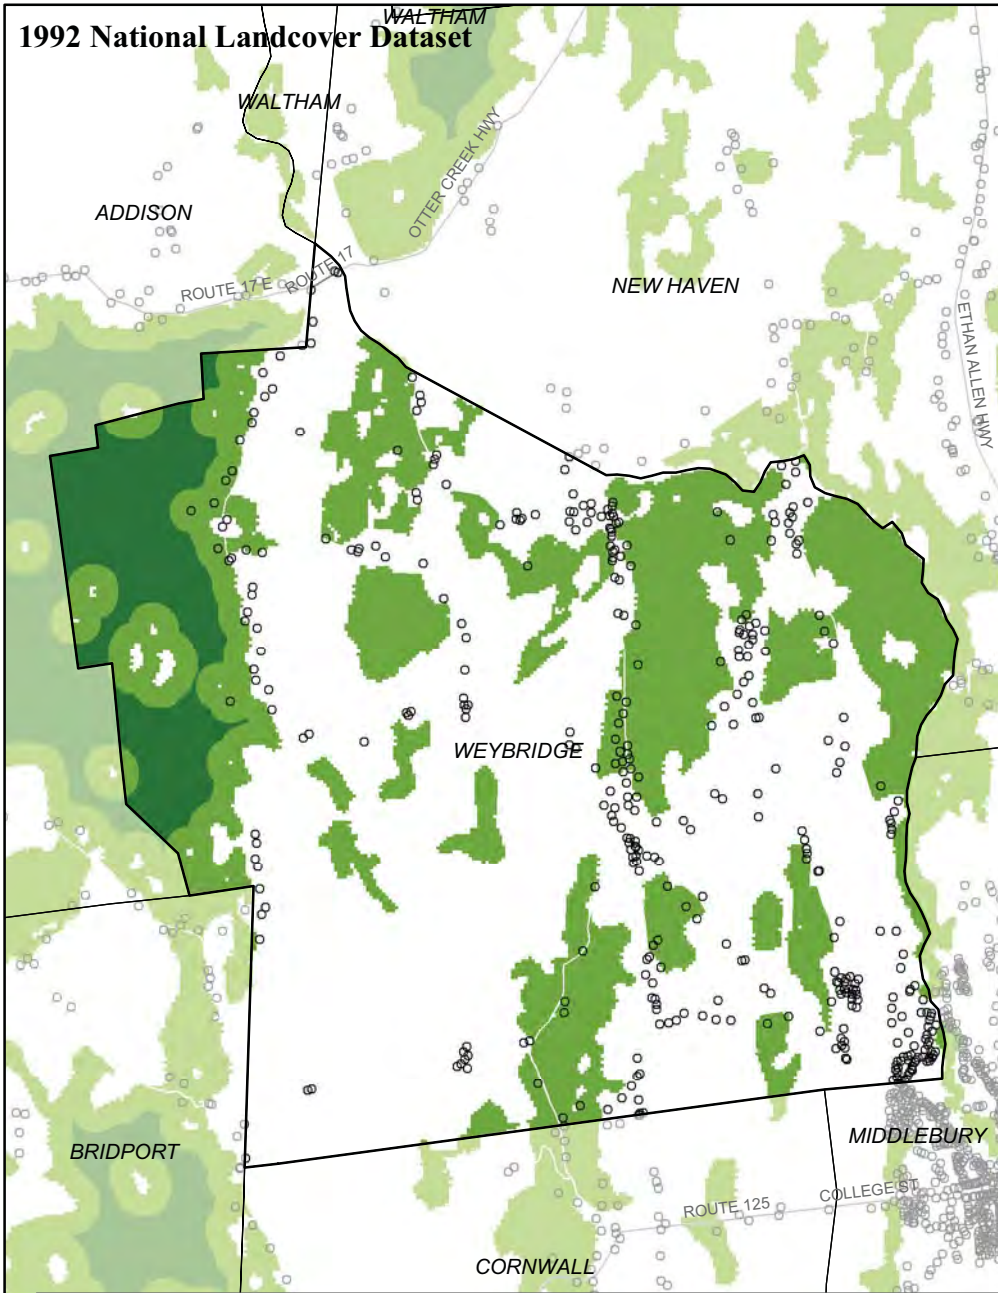 WALTHAM
1992 National Landcover Dataset
WALTHAM
OTTER CREEK HWY
ADDISON
ROUTE 17
ROUTE 17 E
NEW HAVEN
ETHAN ALLEN HWY
WEYBRIDGE
BRIDPORT
MIDDLEBURY
COLLEGE ST
ROUTE 125
CORNWALL